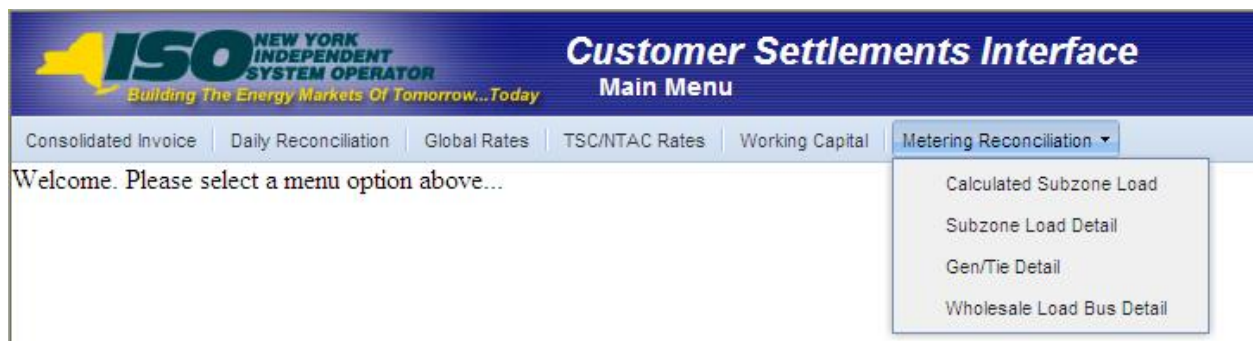 ISO NEW YORK
INDEPENDENT
SYSTEM OPERATOR
Building The Energy Markets Of Tomorrow...Today
Customer Settlements Interface
Main Menu
Consolidated Invoice Daily Reconciliation Global Rates TSC/NTAC Rates Working Capital Metering Reconciliation
Welcome. Please select a menu option above...
Calculated Subzone Load
Subzone Load Detail
Gen/Tie Detail
Wholesale Load Bus Detail